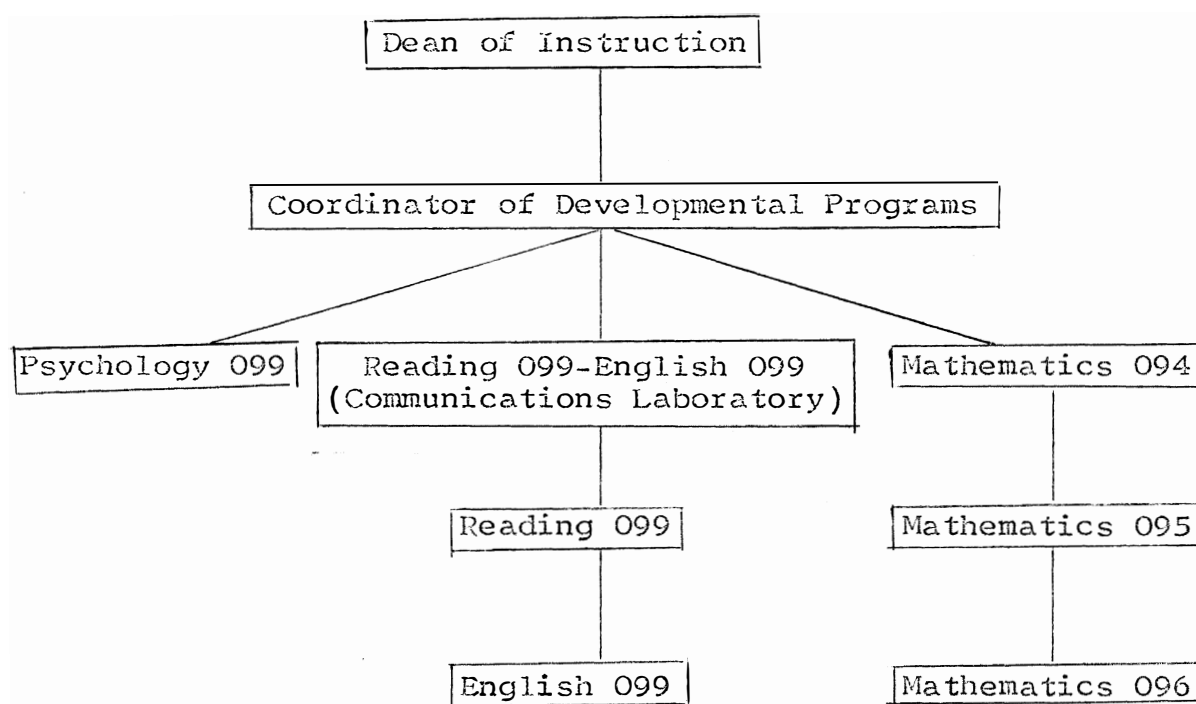 Dean of Instruction
Coordinator of Developmental Programs
Psychology 099
Reading 099-English 099
(Communications Laboratory)
Mathematics 094
Reading 099
Mathematics 095
English 099
Mathematics 096